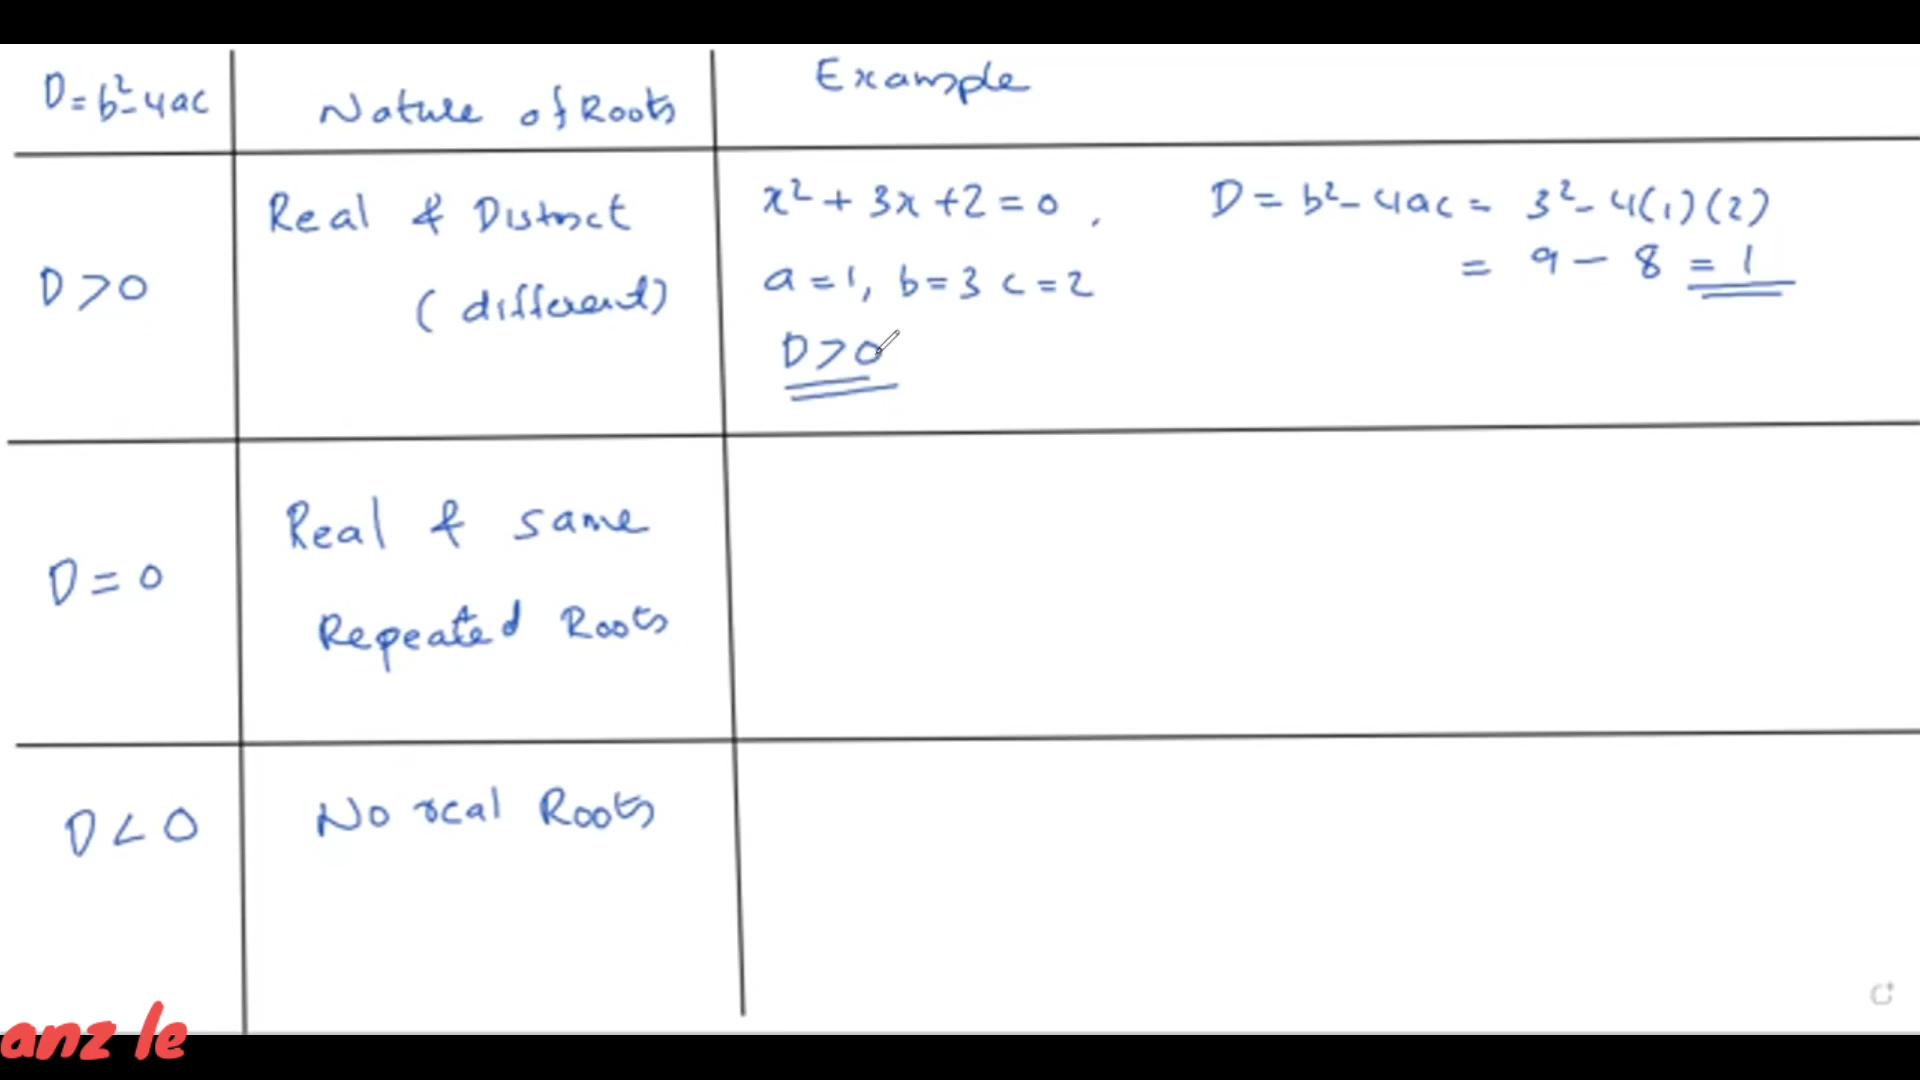 D = b² - 4ac
Nature of Roots
Example
D > 0
Real & Distinct
(different)
x² + 3x + 2 = 0 ,
a = 1, b = 3 c = 2
D > 0
D = b² - 4ac = 3² - 4(1)(2)
= 9 - 8 = 1
D = 0
Real & same
Repeated Roots
D < 0
No real Roots
anz le